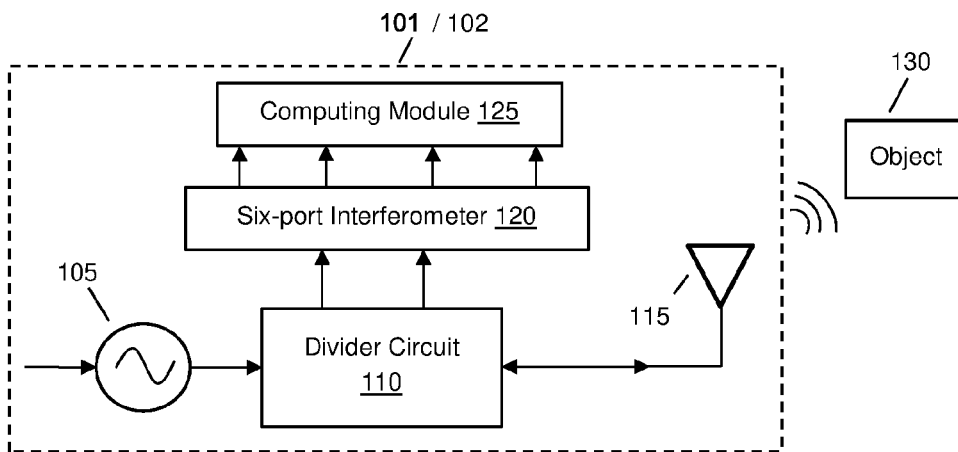 101 / 102
130
Computing Module 125
Object
Six-port Interferometer 120
105
115
Divider Circuit
110